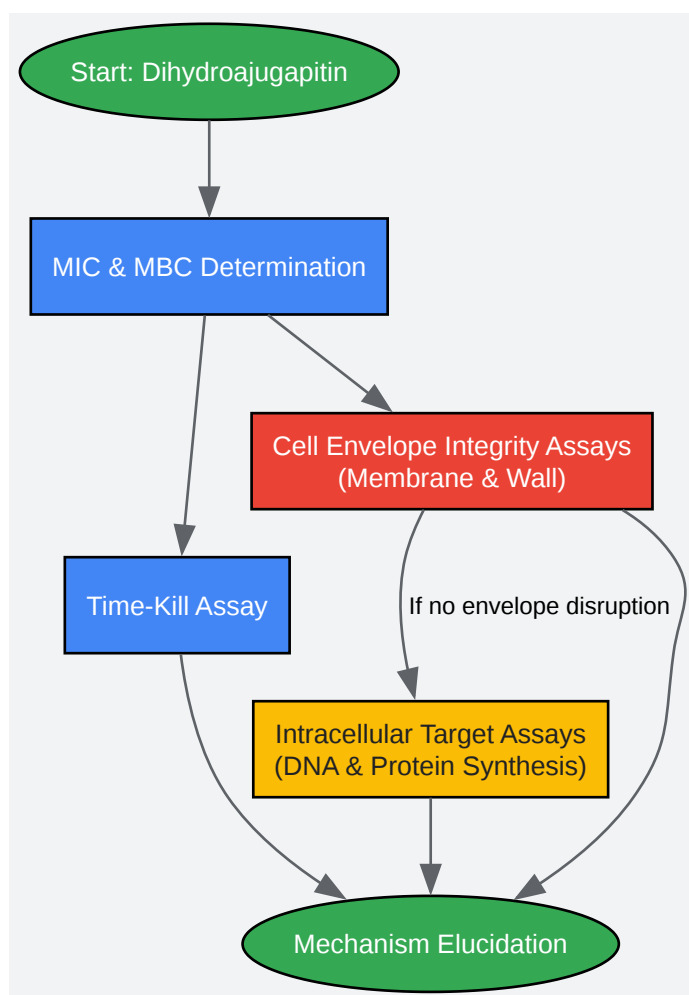 Start: Dihydroajugapitin
MIC & MBC Determination
Cell Envelope Integrity Assays
(Membrane & Wall)
Time-Kill Assay
If no envelope disruption
Intracellular Target Assays
(DNA & Protein Synthesis)
Mechanism Elucidation